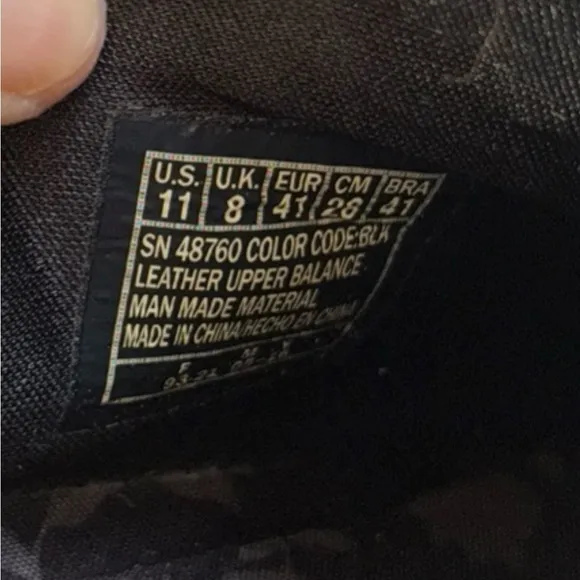 U.S. U.K. EUR CM BRA
11 8 41 28 41
SN 48760 COLOR CODE:BLK
LEATHER UPPER BALANCE
MAN MADE MATERIAL
MADE IN CHINA/HECHO EN CHINA